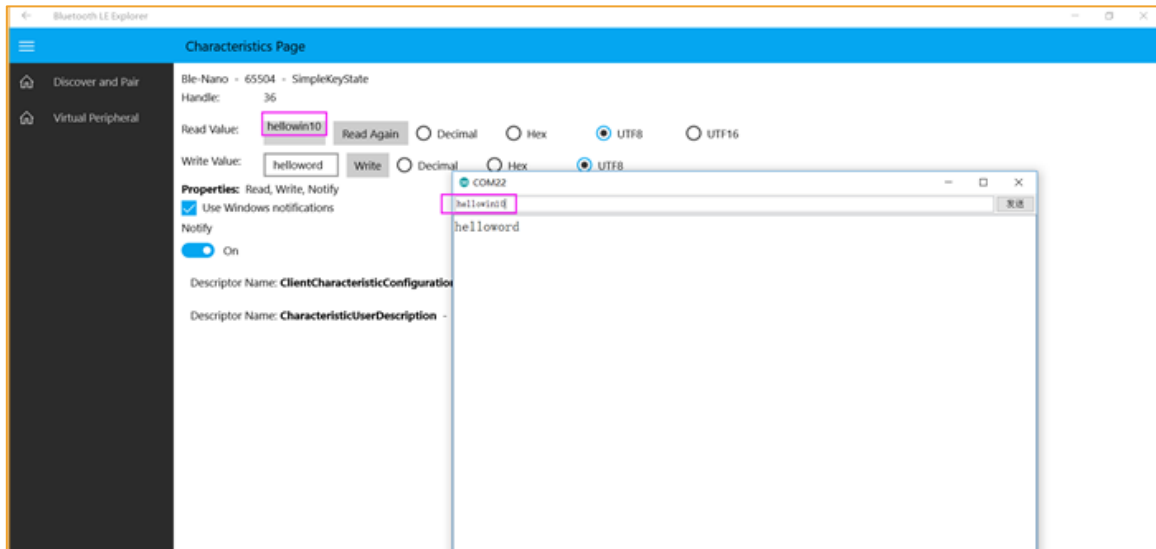 Bluetooth LE Explorer
Characteristics Page
Discover and Pair
Virtual Peripheral
Ble-Nano - 65504 - SimpleKeyState
Handle: 36
Read Value: hellowin10 Read Again Decimal Hex UTF8 UTF16
Write Value: helloword Write Decimal Hex UTF8
Properties: Read, Write, Notify
Use Windows notifications
Notify
On
Descriptor Name: ClientCharacteristicConfiguration
Descriptor Name: CharacteristicUserDescription -
COM22
hellowin10 发送
helloword